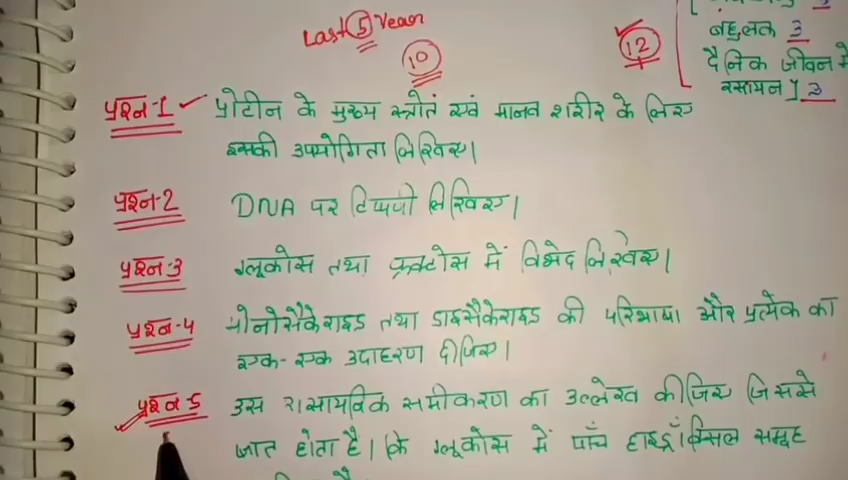 Last 5 Year
10
12
बहुलक 3
दैनिक जीवन में
रसायन] 3
प्रश्न-1 प्रोटीन के मुख्य स्त्रोत एवं मानव शरीर के लिए
इसकी उपयोगिता लिखिए।
प्रश्न-2 DNA पर टिप्पणी लिखिए।
प्रश्न-3 ग्लूकोस तथा फ्रक्टोस में विभेद लिखिए।
प्रश्न-4 मोनोसैकेराइड तथा डाइसैकेराइड की परिभाषा और प्रत्येक का
एक-एक उदाहरण दीजिए।
प्रश्न-5 उस रासायनिक समीकरण का उल्लेख कीजिए जिससे
ज्ञात होता है। कि ग्लूकोस में पाँच हाइड्रॉक्सिल समूह